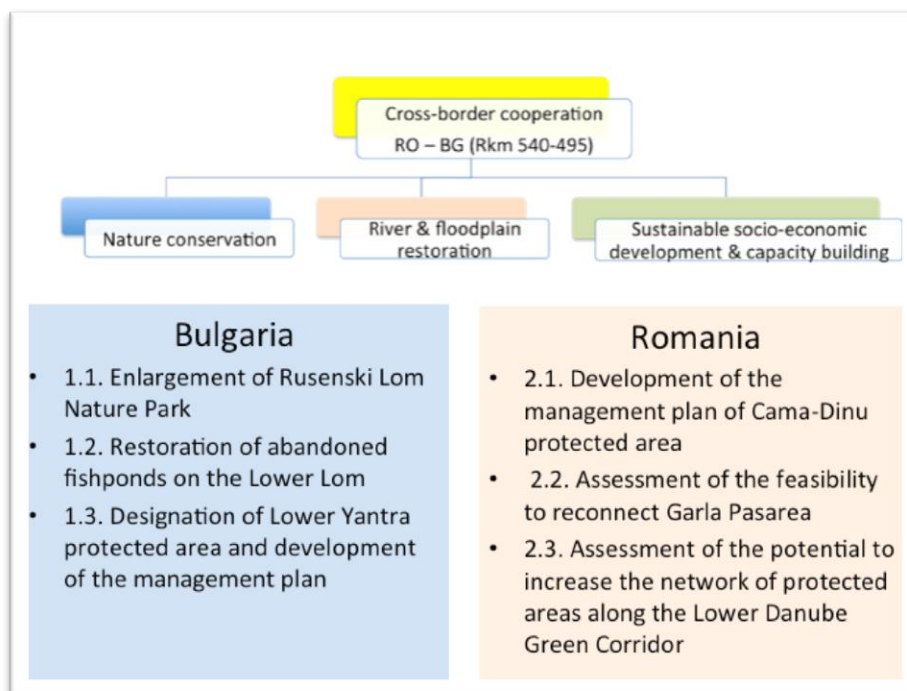 Cross-border cooperation
RO – BG (Rkm 540-495)
Nature conservation
River & floodplain
restoration
Sustainable socio-economic
development & capacity building
Bulgaria
• 1.1. Enlargement of Rusenski Lom
Nature Park
• 1.2. Restoration of abandoned
fishponds on the Lower Lom
• 1.3. Designation of Lower Yantra
protected area and development
of the management plan
Romania
• 2.1. Development of the
management plan of Cama-Dinu
protected area
• 2.2. Assessment of the feasibility
to reconnect Garla Pasarea
• 2.3. Assessment of the potential to
increase the network of protected
areas along the Lower Danube
Green Corridor